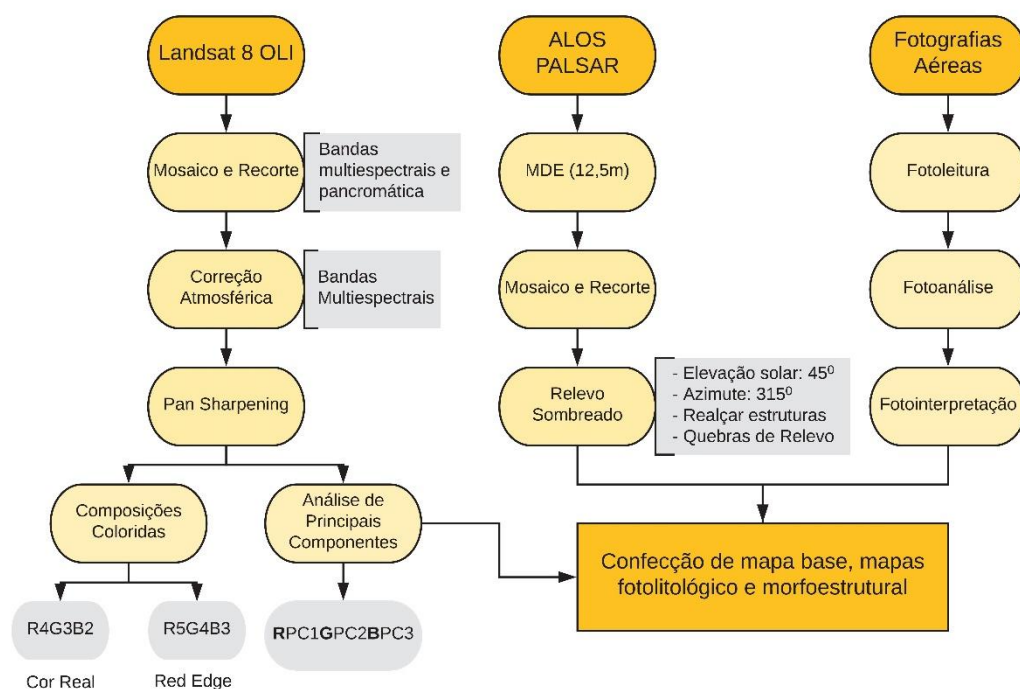 Landsat 8 OLI
Mosaico e Recorte
Bandas
multiespectrais e
pancromática
Correção
Atmosférica
Bandas
Multiespectrais
Pan Sharpening
Composições
Coloridas
Análise de
Principais
Componentes
R4G3B2
Cor Real
R5G4B3
Red Edge
RPC1GPC2BPC3
ALOS
PALSAR
MDE (12,5m)
Mosaico e Recorte
Relevo
Sombreado
- Elevação solar: 45⁰
- Azimute: 315⁰
- Realçar estruturas
- Quebras de Relevo
Fotografias
Aéreas
Fotoleitura
Fotoanálise
Fotointerpretação
Confecção de mapa base, mapas
fotolitológico e morfoestrutural